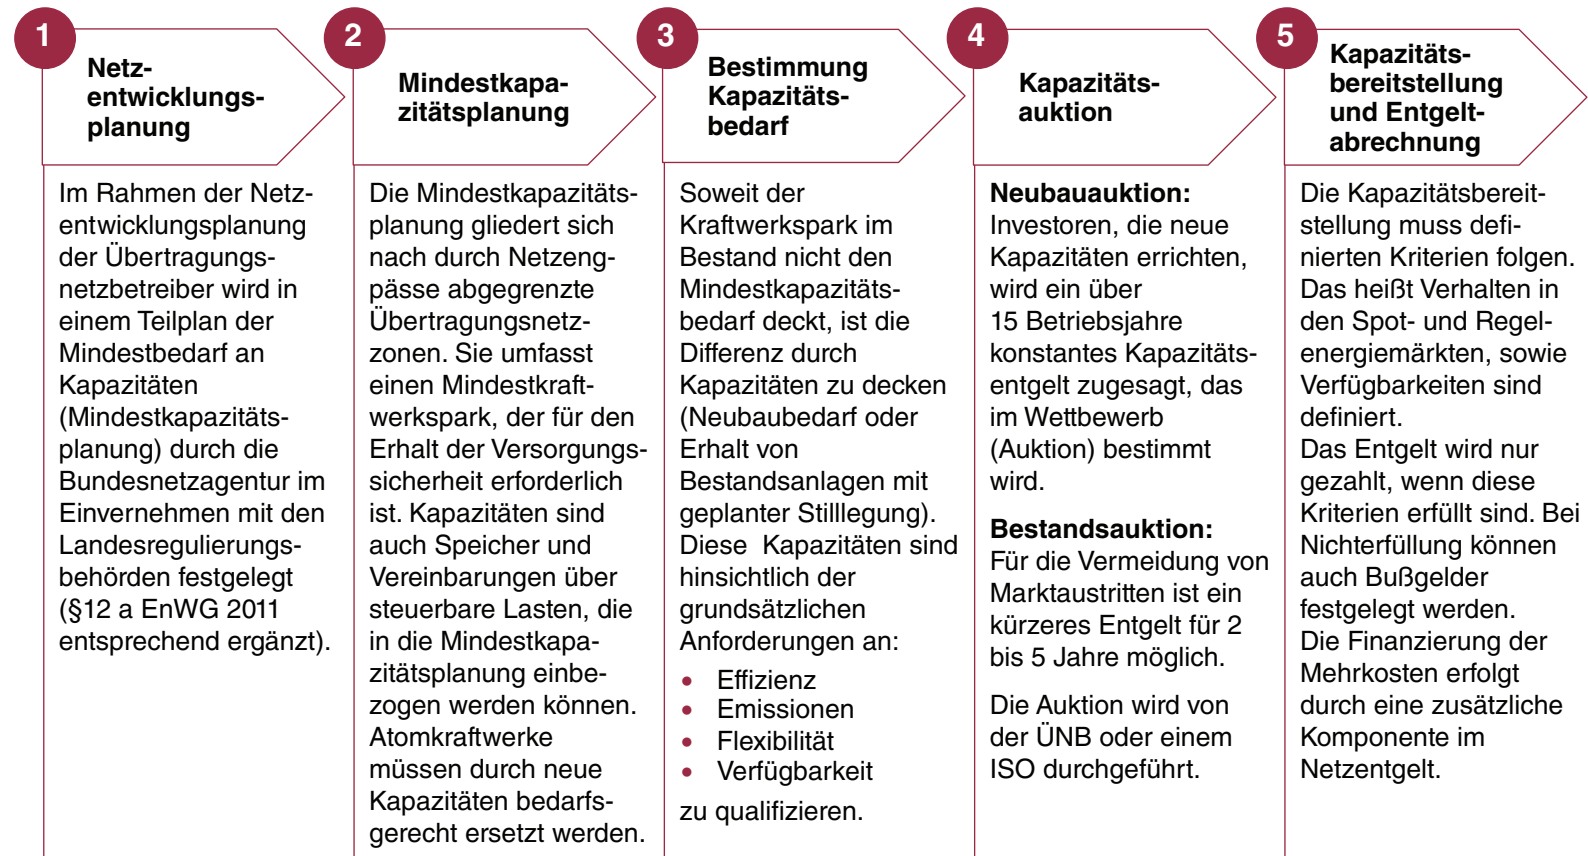 1
Netz-
entwicklungs-
planung
Im Rahmen der Netz-
entwicklungsplanung
der Übertragungs-
netzbetreiber wird in
einem Teilplan der
Mindestbedarf an
Kapazitäten
(Mindestkapazitäts-
planung) durch die
Bundesnetzagentur im
Einvernehmen mit den
Landesregulierungs-
behörden festgelegt
(§12 a EnWG 2011
entsprechend ergänzt).
2
Mindestkapa-
zitätsplanung
Die Mindestkapazitäts-
planung gliedert sich
nach durch Netzeng-
pässe abgegrenzte
Übertragungsnetz-
zonen. Sie umfasst
einen Mindestkraft-
werkspark, der für den
Erhalt der Versorgungs-
sicherheit erforderlich
ist. Kapazitäten sind
auch Speicher und
Vereinbarungen über
steuerbare Lasten, die
in die Mindestkapa-
zitätsplanung einbe-
zogen werden können.
Atomkraftwerke
müssen durch neue
Kapazitäten bedarfs-
gerecht ersetzt werden.
3
Bestimmung
Kapazitäts-
bedarf
Soweit der
Kraftwerkspark im
Bestand nicht den
Mindestkapazitäts-
bedarf deckt, ist die
Differenz durch
Kapazitäten zu decken
(Neubaubedarf oder
Erhalt von
Bestandsanlagen mit
geplanter Stilllegung).
Diese Kapazitäten sind
hinsichtlich der
grundsätzlichen
Anforderungen an:
• Effizienz
• Emissionen
• Flexibilität
• Verfügbarkeit
zu qualifizieren.
4
Kapazitäts-
auktion
Neubauauktion:
Investoren, die neue
Kapazitäten errichten,
wird ein über
15 Betriebsjahre
konstantes Kapazitäts-
entgelt zugesagt, das
im Wettbewerb
(Auktion) bestimmt
wird.
Bestandsauktion:
Für die Vermeidung von
Marktaustritten ist ein
kürzeres Entgelt für 2
bis 5 Jahre möglich.
Die Auktion wird von
der ÜNB oder einem
ISO durchgeführt.
5
Kapazitäts-
bereitstellung
und Entgelt-
abrechnung
Die Kapazitätsbereit-
stellung muss defi-
nierten Kriterien folgen.
Das heißt Verhalten in
den Spot- und Regel-
energiemärkten, sowie
Verfügbarkeiten sind
definiert.
Das Entgelt wird nur
gezahlt, wenn diese
Kriterien erfüllt sind. Bei
Nichterfüllung können
auch Bußgelder
festgelegt werden.
Die Finanzierung der
Mehrkosten erfolgt
durch eine zusätzliche
Komponente im
Netzentgelt.